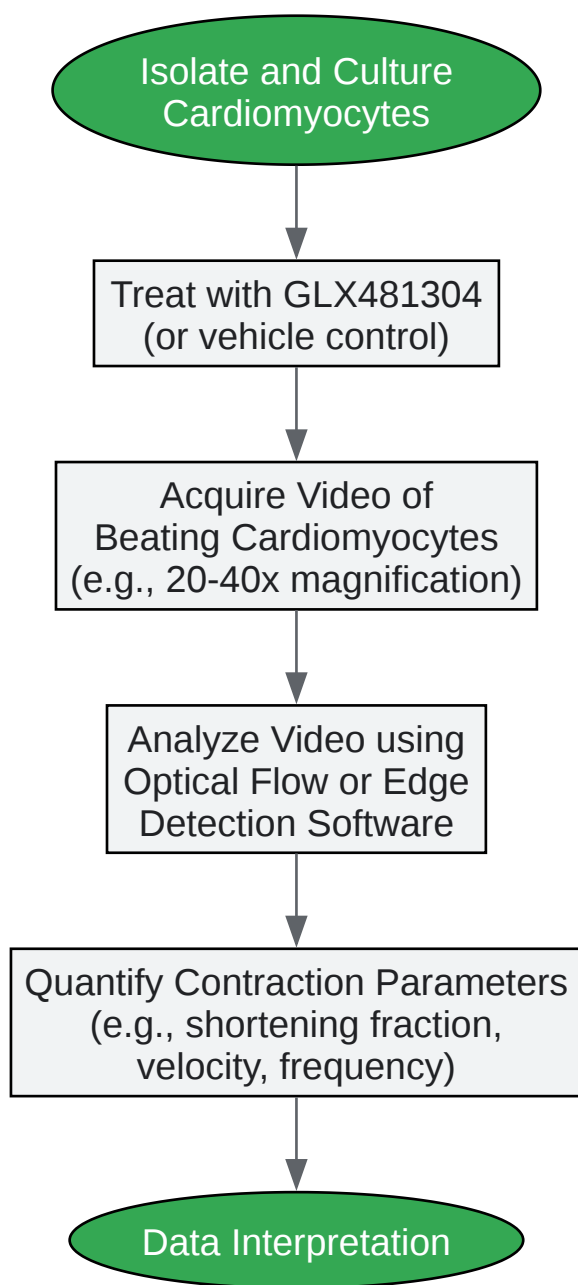 Isolate and Culture
Cardiomyocytes
Treat with GLX481304
(or vehicle control)
Acquire Video of
Beating Cardiomyocytes
(e.g., 20-40x magnification)
Analyze Video using
Optical Flow or Edge
Detection Software
Quantify Contraction Parameters
(e.g., shortening fraction,
velocity, frequency)
Data Interpretation